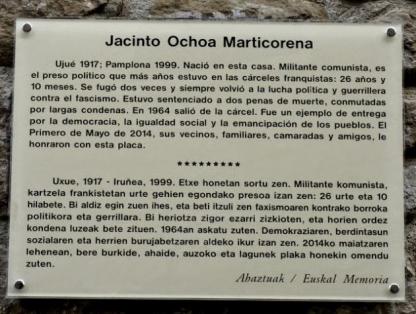 Jacinto Ochoa Marticorena
Ujué 1917; Pamplona 1999. Nació en esta casa. Militante comunista, es
el preso político que más años estuvo en las cárceles franquistas: 26 años y
10 meses. Se fugó dos veces y siempre volvió a la lucha política y guerrillera
contra el fascismo. Estuvo sentenciado a dos penas de muerte, conmutadas
por largas condenas. En 1964 salió de la cárcel. Fue un ejemplo de entrega
por la democracia, la igualdad social y la emancipación de los pueblos. El
Primero de Mayo de 2014, sus vecinos, familiares, camaradas y amigos, le
honraron con esta placa.
*********
Uxue, 1917 - Iruñea, 1999. Etxe honetan sortu zen. Militante komunista,
kartzela frankistetan urte gehien egondako presoa izan zen: 26 urte eta 10
hilabete. Bi aldiz egin zuen ihes, eta beti itzuli zen faxismoaren kontrako borroka
politikora eta gerrillara. Bi heriotza zigor ezarri zizkioten, eta horien ordez
kondena luzeak bete zituen. 1964an askatu zuten. Demokraziaren, berdintasun
sozialaren eta herrien burujabetzaren aldeko ikur izan zen. 2014ko maiatzaren
lehenean, bere burkide, ahaide, auzoko eta lagunek plaka honekin omendu
zuten.
Ahaztuak / Euskal Memoria